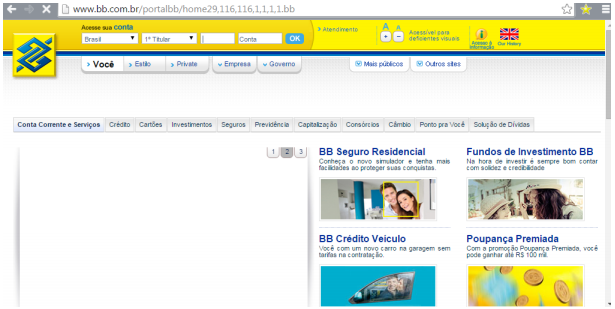 www.bb.com.br/portalbb/home29,116,116,1,1,1,1.bb
Acesse sua conta
Brasil 1º Titular Conta OK
> Atendimento
A A
+ −
Acessível para
deficientes visuais
Acesso à
Informação
Our History
> Você > Estilo > Private Empresa Governo Mais públicos Outros sites
Conta Corrente e Serviços Crédito Cartões Investimentos Seguros Previdência Capitalização Consórcios Câmbio Ponto pra Você Solução de Dívidas
1 2 3
BB Seguro Residencial
Conheça o novo simulador e tenha mais
facilidades ao proteger suas conquistas.
Fundos de Investimento BB
Na hora de investir é sempre bom contar
com solidez e credibilidade
BB Crédito Veículo
Você com um novo carro na garagem sem
tarifas na contratação.
Poupança Premiada
Com a promoção Poupança Premiada, você
pode ganhar até R$ 100 mil.